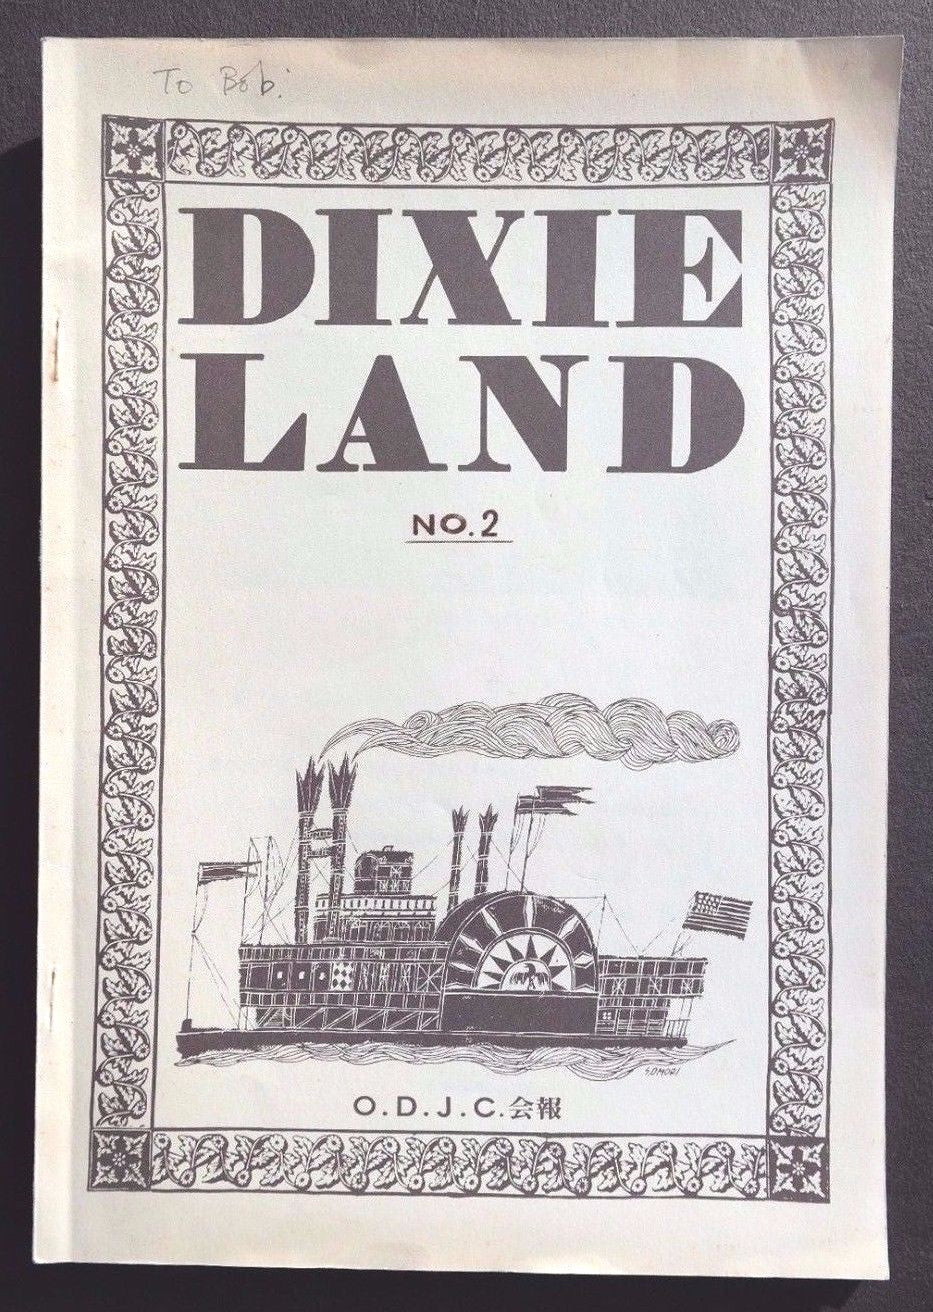 To Bob.
DIXIE
LAND
NO.2
S.OMORI
O.D.J.C.会報